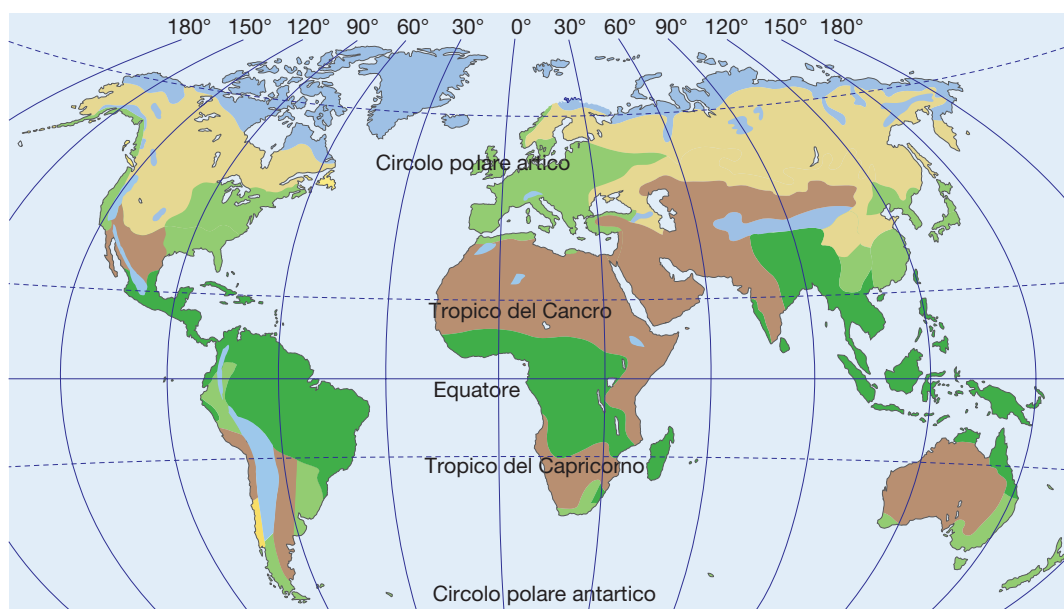 180° 150° 120° 90° 60° 30° 0° 30° 60° 90° 120° 150° 180°
Circolo polare artico
Tropico del Cancro
Equatore
Tropico del Capricorno
Circolo polare antartico